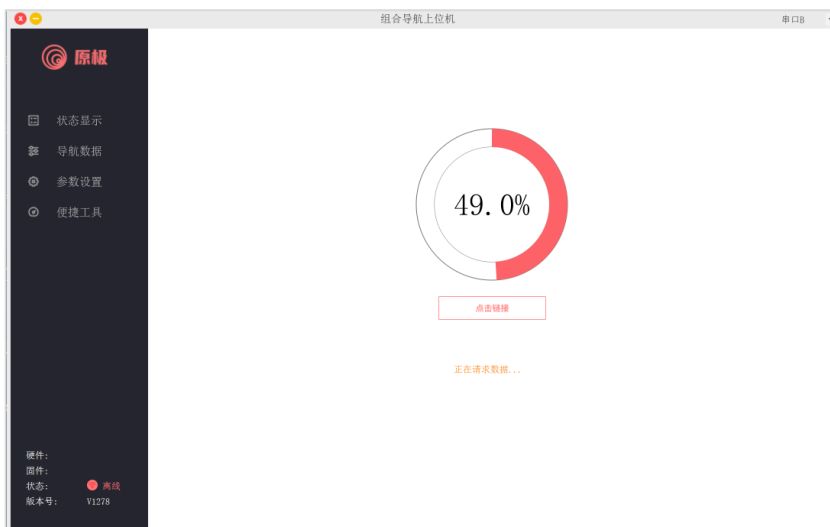 组合导航上位机
串口B
原极
状态显示
导航数据
参数设置
便捷工具
49.0%
点击链接
正在请求数据...
硬件:
固件:
状态: 离线
版本号: V1278